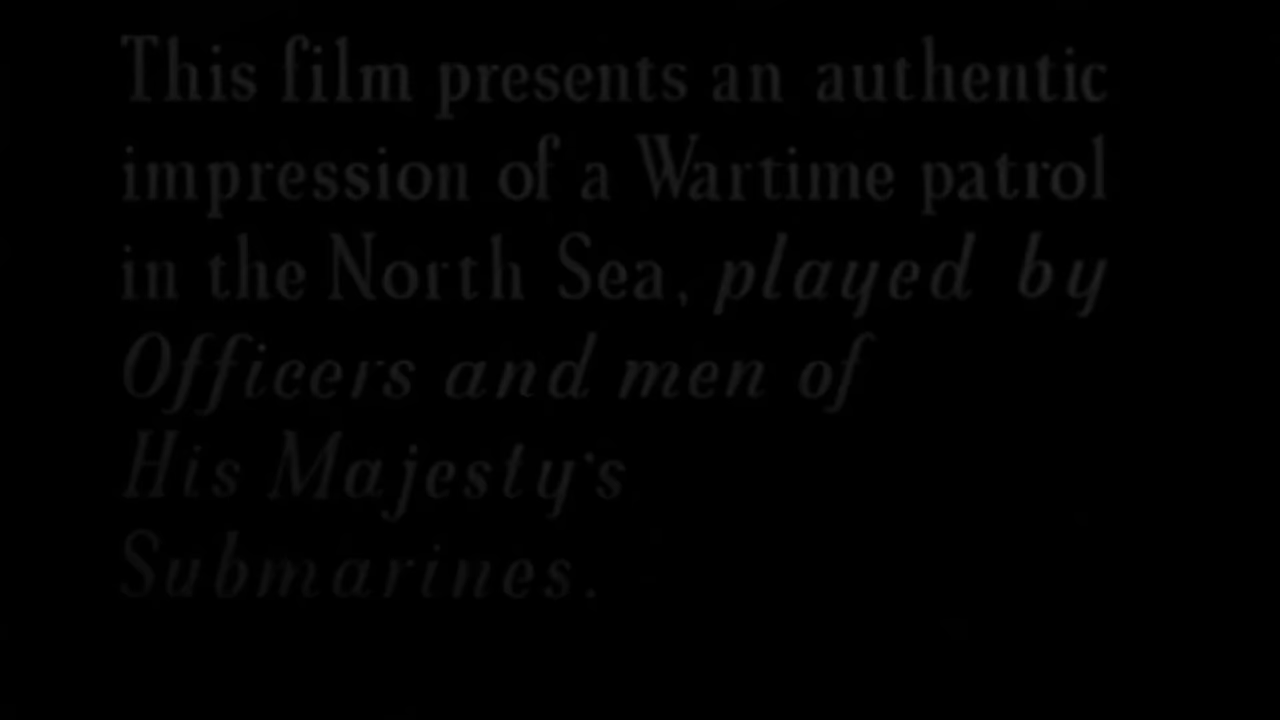 This film presents an authentic
impression of a Wartime patrol
in the North Sea, played by
Officers and men of
His Majesty's
Submarines.